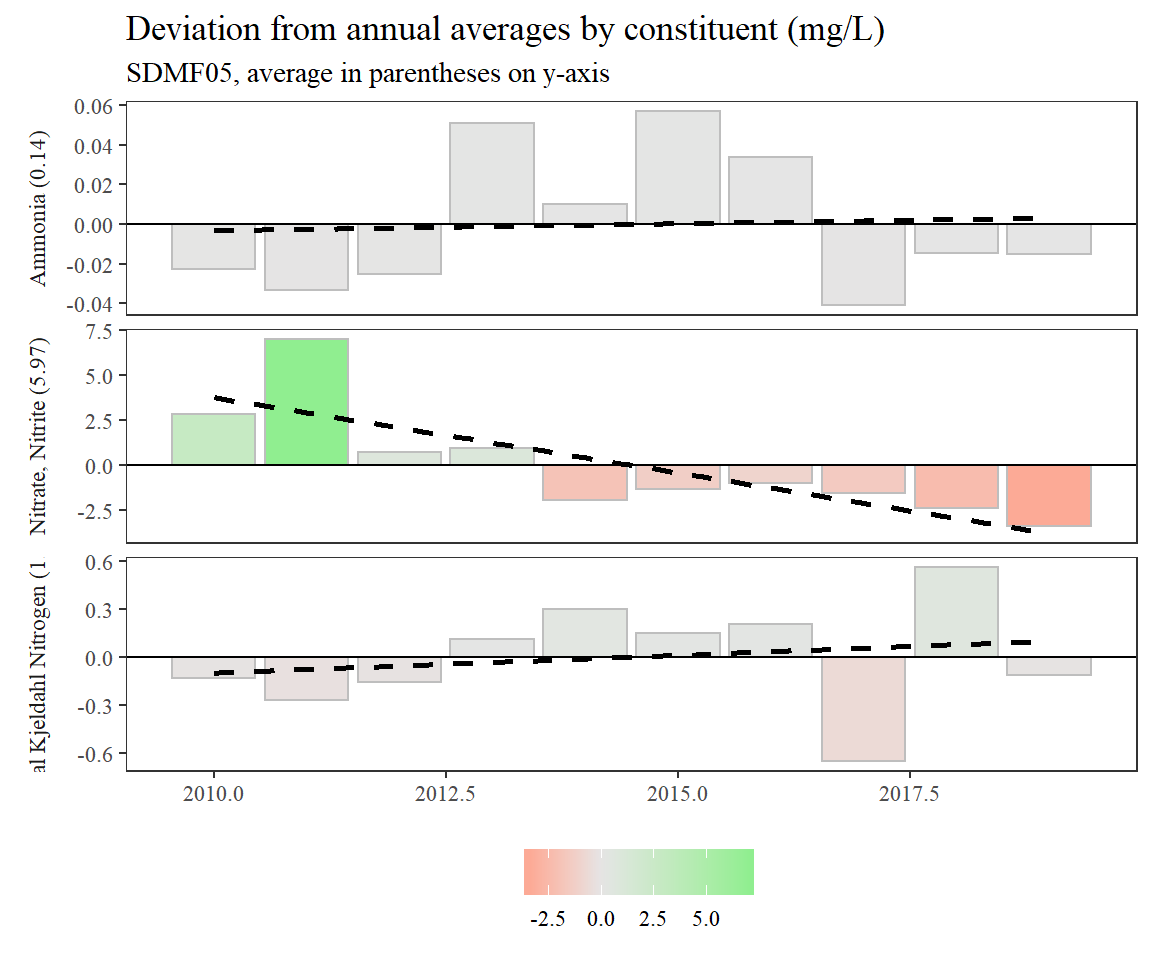 Deviation from annual averages by constituent (mg/L)
SDMF05, average in parentheses on y-axis
Ammonia (0.14)
0.06
0.04
0.02
0.00
-0.02
-0.04
Nitrate, Nitrite (5.97)
7.5
5.0
2.5
0.0
-2.5
al Kjeldahl Nitrogen (1
0.6
0.3
0.0
-0.3
-0.6
2010.0 2012.5 2015.0 2017.5
-2.5 0.0 2.5 5.0